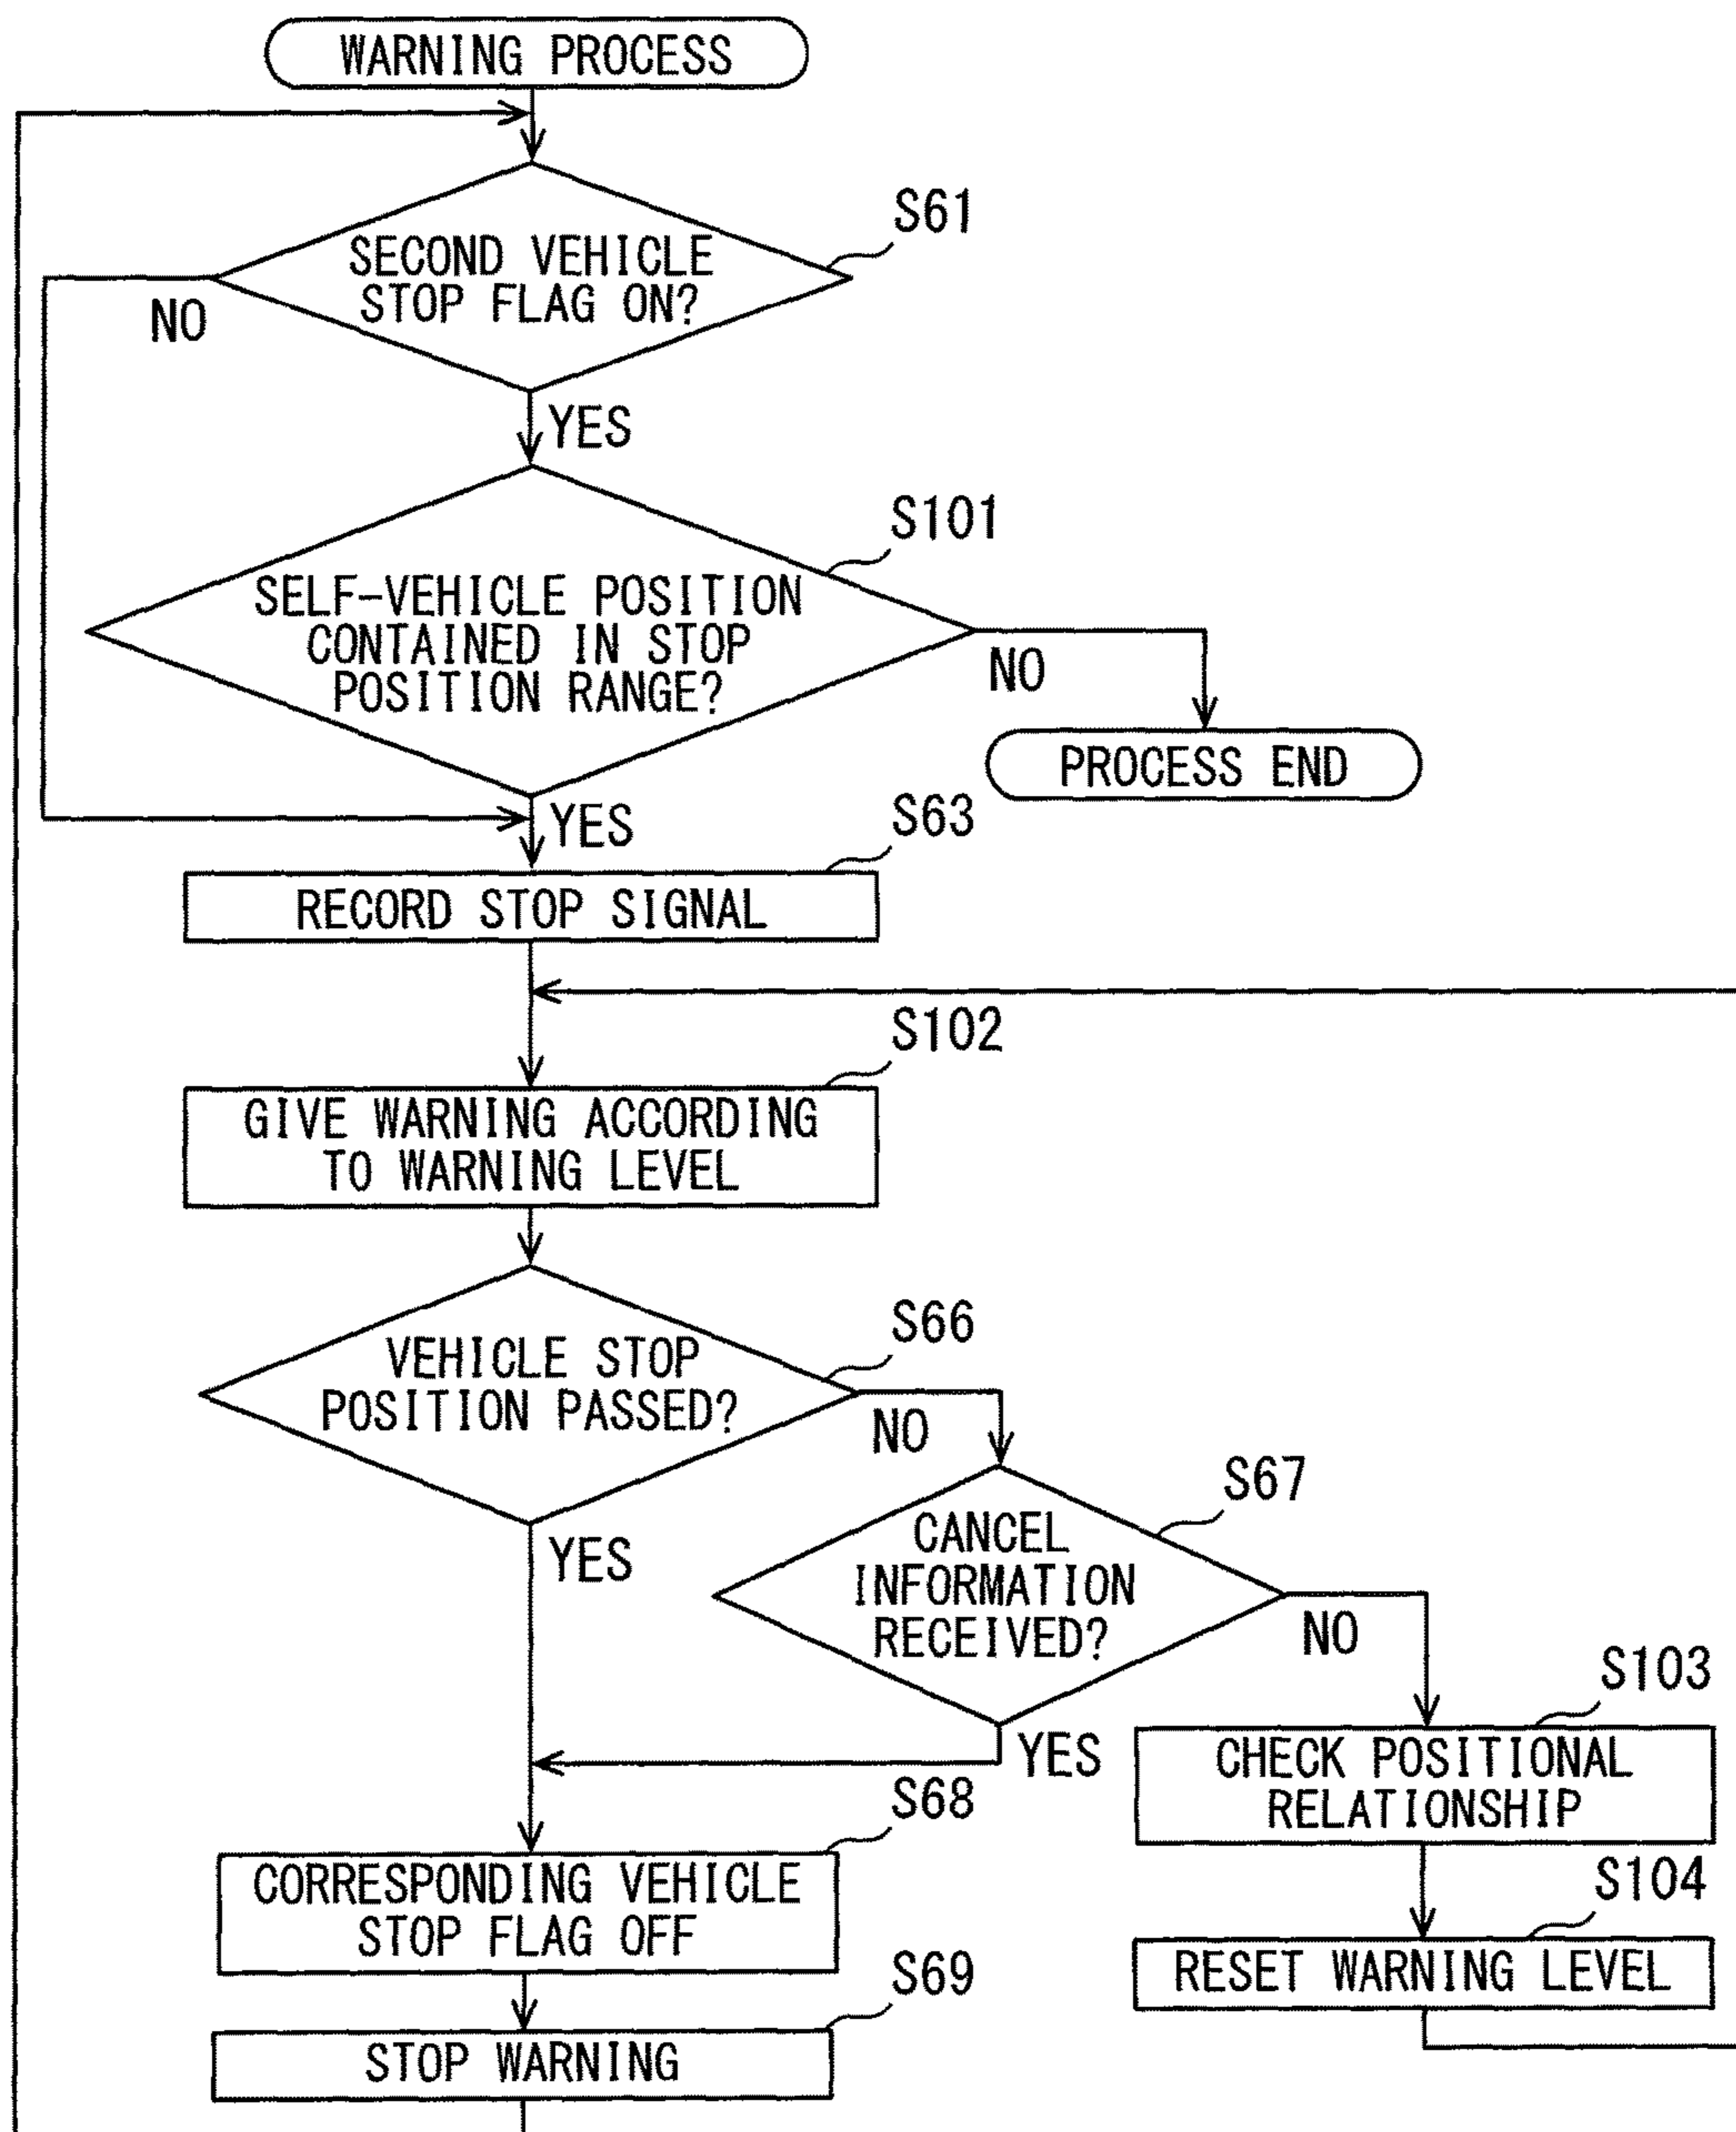 WARNING PROCESS
S61
SECOND VEHICLE
STOP FLAG ON?
NO
YES
S101
SELF-VEHICLE POSITION
CONTAINED IN STOP
POSITION RANGE?
NO
PROCESS END
YES
S63
RECORD STOP SIGNAL
S102
GIVE WARNING ACCORDING
TO WARNING LEVEL
S66
VEHICLE STOP
POSITION PASSED?
NO
YES
S67
CANCEL
INFORMATION
RECEIVED?
NO
YES
S103
CHECK POSITIONAL
RELATIONSHIP
S68
CORRESPONDING VEHICLE
STOP FLAG OFF
S104
RESET WARNING LEVEL
S69
STOP WARNING